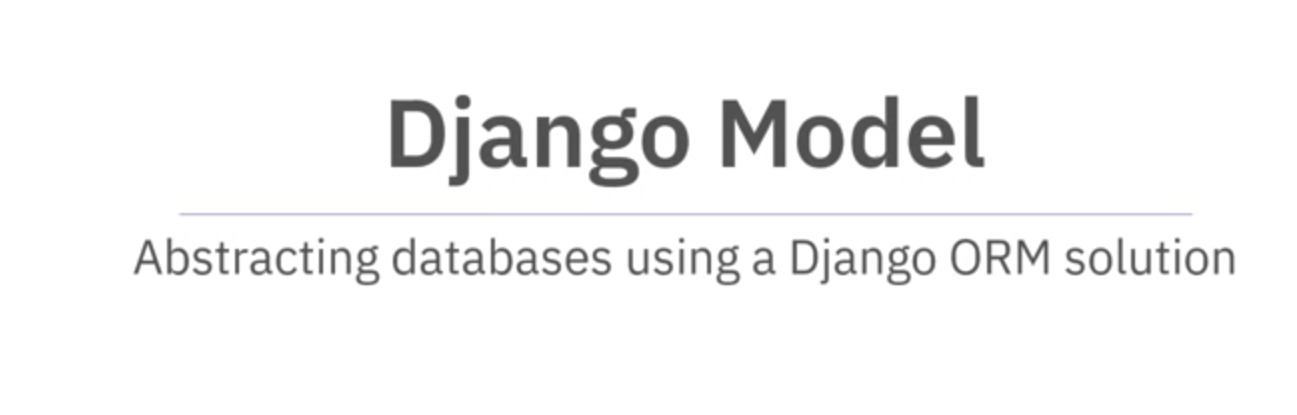 Django Model
Abstracting databases using a Django ORM solution